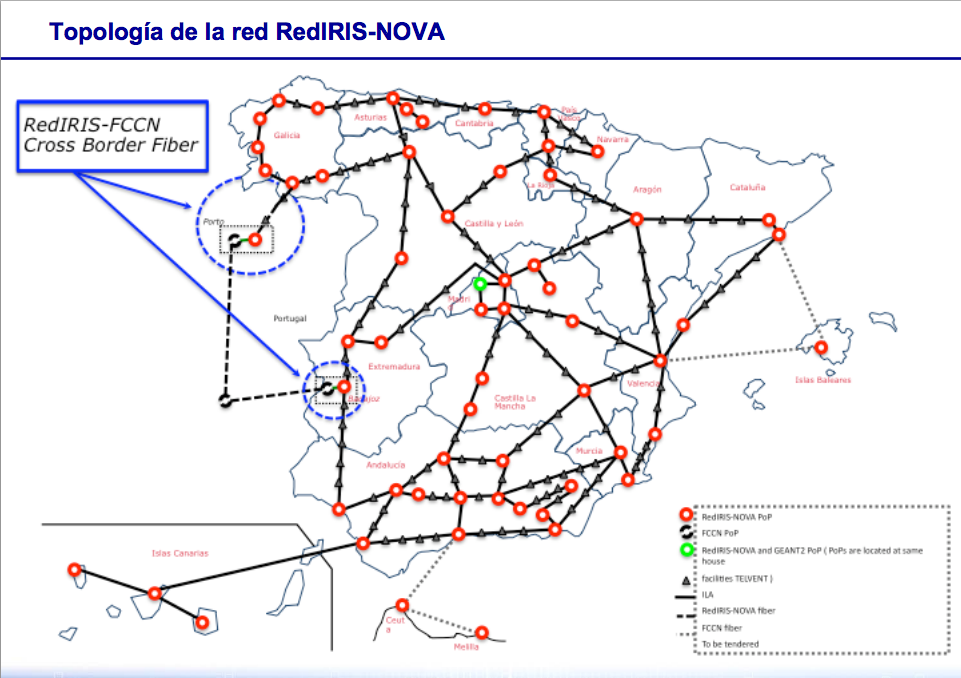 Topología de la red RedIRIS-NOVA
RedIRIS-FCCN
Cross Border Fiber
Galicia
Asturias
Cantabria
País
Vasco
Navarra
La Rioja
Aragón
Cataluña
Castilla y León
Porto
Portugal
Madri
d
Extremadura
Badajoz
Castilla La
Mancha
Valencia
Islas Baleares
Andalucía
Murcia
Islas Canarias
Ceut
a
Melilla
RedIRIS-NOVA PoP
FCCN PoP
RedIRIS-NOVA and GEANT2 PoP ( PoPs are located at same
house
facilities TELVENT )
ILA
RedIRIS-NOVA fiber
FCCN fiber
To be tendered